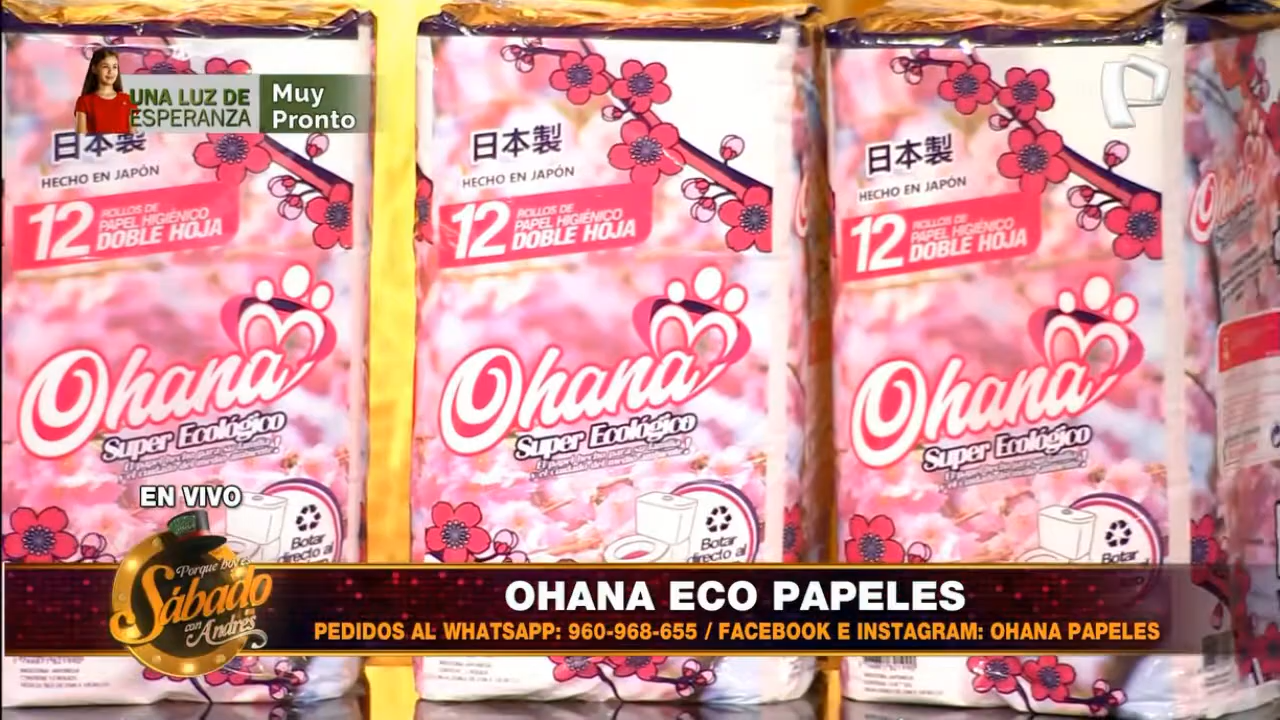 UNA LUZ DE
ESPERANZA
Muy
Pronto
日本製
HECHO EN JAPÓN
12 ROLLOS DE
PAPEL HIGIÉNICO
DOBLE HOJA
Ohana
Super Ecológico
日本製
HECHO EN JAPÓN
12 ROLLOS DE
PAPEL HIGIÉNICO
DOBLE HOJA
Ohana
Super Ecológico
Botar
directo al
日本製
HECHO EN JAPÓN
12 ROLLOS DE
PAPEL HIGIÉNICO
DOBLE HOJA
Ohana
Super Ecológico
Botar
Botar
directo al
EN VIVO
Porque hoy es
Sábado
con
Andrés
OHANA ECO PAPELES
PEDIDOS AL WHATSAPP: 960-968-655 / FACEBOOK E INSTAGRAM: OHANA PAPELES